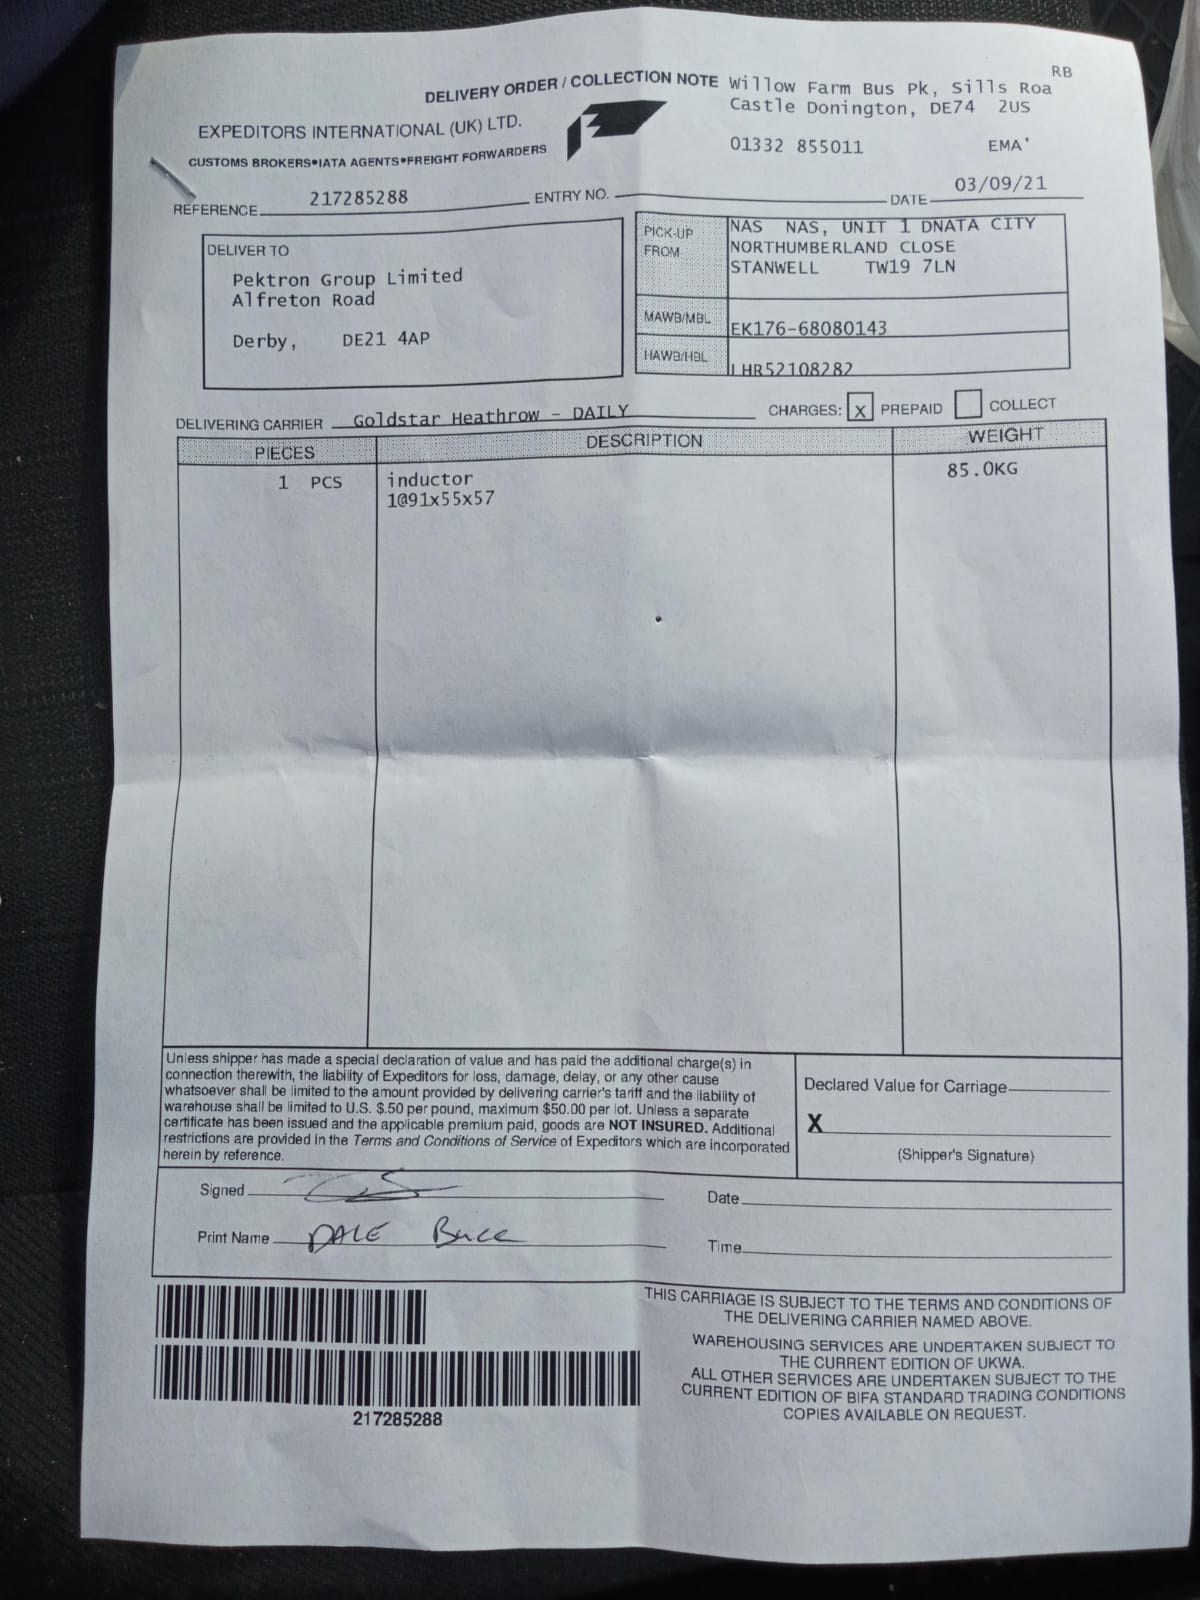 RB
DELIVERY ORDER / COLLECTION NOTE Willow Farm Bus Pk, Sills Roa
Castle Donington, DE74 2US
EXPEDITORS INTERNATIONAL (UK) LTD.
CUSTOMS BROKERS•IATA AGENTS•FREIGHT FORWARDERS
01332 855011 EMA'
REFERENCE 217285288 ENTRY NO. DATE 03/09/21
DELIVER TO
Pektron Group Limited
Alfreton Road
Derby, DE21 4AP
PICK-UP
FROM
NAS NAS, UNIT 1 DNATA CITY
NORTHUMBERLAND CLOSE
STANWELL TW19 7LN
MAWB/MBL EK176-68080143
HAWB/HBL LHR52108282
DELIVERING CARRIER Goldstar Heathrow - DAILY CHARGES: X PREPAID COLLECT
PIECES DESCRIPTION WEIGHT
1 PCS inductor 85.0KG
1@91x55x57
Unless shipper has made a special declaration of value and has paid the additional charge(s) in
connection therewith, the liability of Expeditors for loss, damage, delay, or any other cause
whatsoever shall be limited to the amount provided by delivering carrier's tariff and the liability of
warehouse shall be limited to U.S. $.50 per pound, maximum $50.00 per lot. Unless a separate
certificate has been issued and the applicable premium paid, goods are NOT INSURED. Additional
restrictions are provided in the Terms and Conditions of Service of Expeditors which are incorporated
herein by reference.
Declared Value for Carriage
X
(Shipper's Signature)
Signed Date
Print Name DALE Time
217285288
THIS CARRIAGE IS SUBJECT TO THE TERMS AND CONDITIONS OF
THE DELIVERING CARRIER NAMED ABOVE.
WAREHOUSING SERVICES ARE UNDERTAKEN SUBJECT TO
THE CURRENT EDITION OF UKWA.
ALL OTHER SERVICES ARE UNDERTAKEN SUBJECT TO THE
CURRENT EDITION OF BIFA STANDARD TRADING CONDITIONS
COPIES AVAILABLE ON REQUEST.